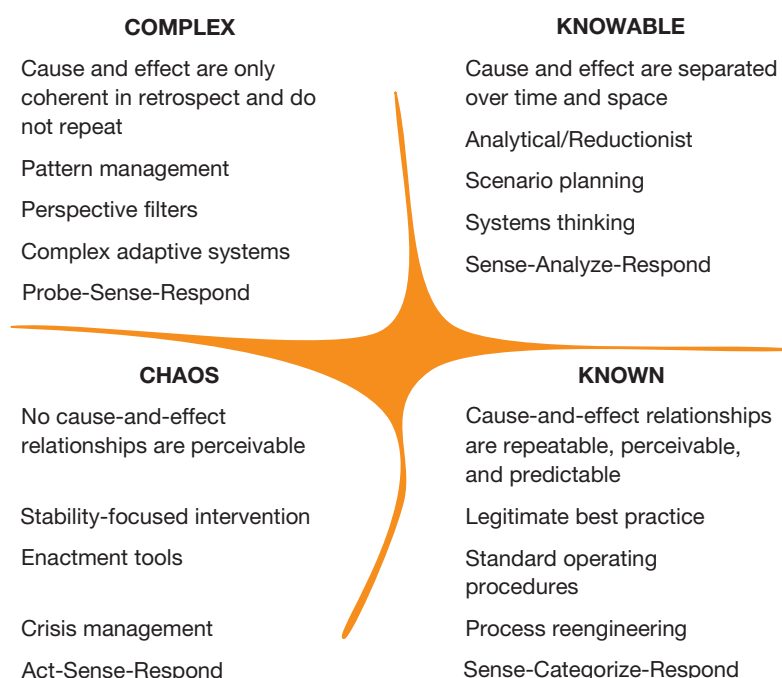 COMPLEX
Cause and effect are only
coherent in retrospect and do
not repeat
Pattern management
Perspective filters
Complex adaptive systems
Probe-Sense-Respond
KNOWABLE
Cause and effect are separated
over time and space
Analytical/Reductionist
Scenario planning
Systems thinking
Sense-Analyze-Respond
CHAOS
No cause-and-effect
relationships are perceivable
Stability-focused intervention
Enactment tools
Crisis management
Act-Sense-Respond
KNOWN
Cause-and-effect relationships
are repeatable, perceivable,
and predictable
Legitimate best practice
Standard operating
procedures
Process reengineering
Sense-Categorize-Respond